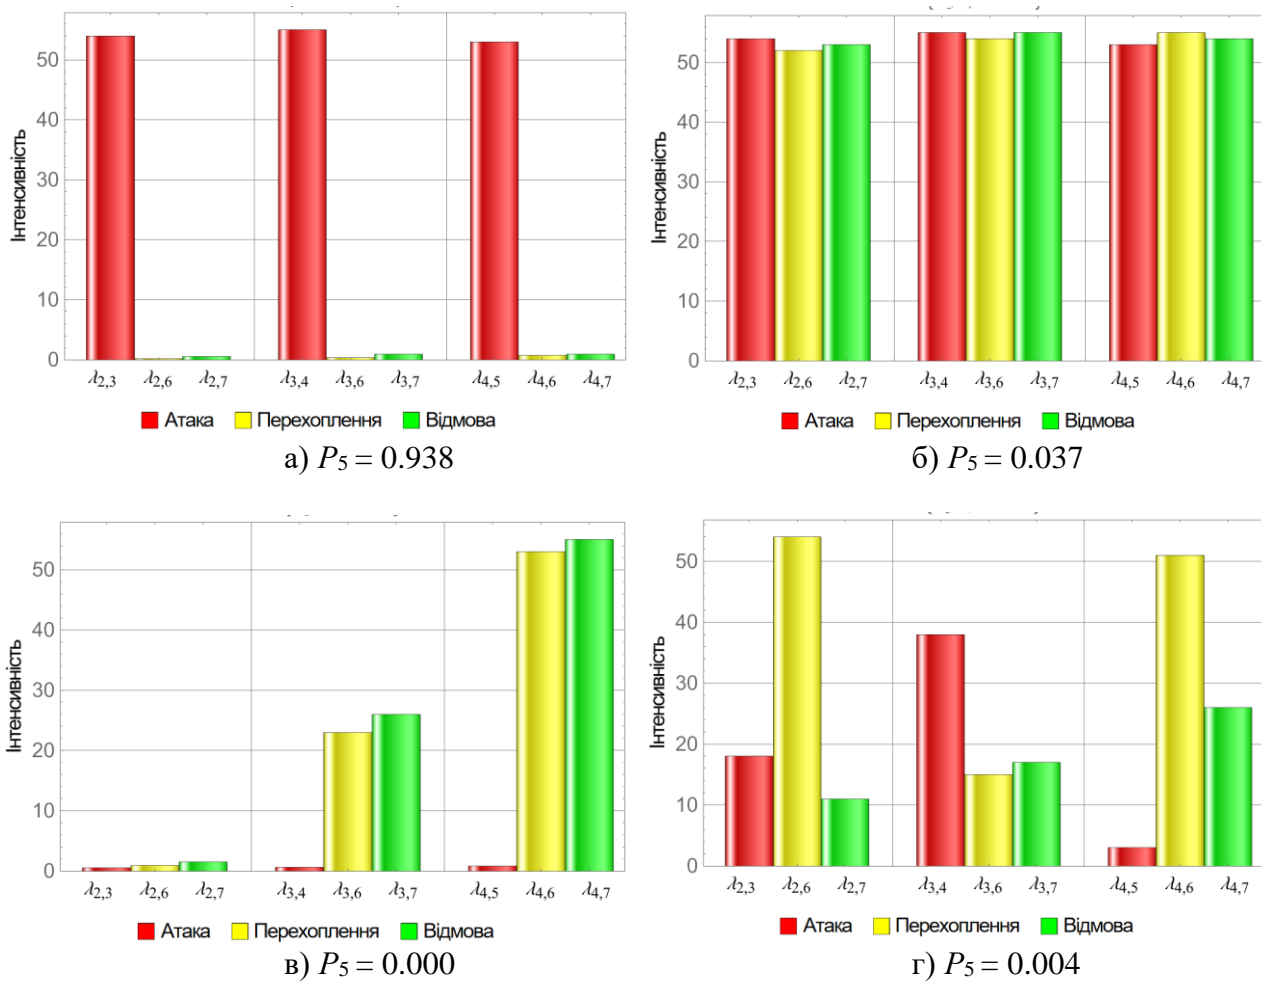 Інтенсивність
50
40
30
20
10
0
λ2,3 λ2,6 λ2,7 λ3,4 λ3,6 λ3,7 λ4,5 λ4,6 λ4,7
Атака Перехоплення Відмова
а) P5 = 0.938
Інтенсивність
50
40
30
20
10
0
λ2,3 λ2,6 λ2,7 λ3,4 λ3,6 λ3,7 λ4,5 λ4,6 λ4,7
Атака Перехоплення Відмова
б) P5 = 0.037
Інтенсивність
50
40
30
20
10
0
λ2,3 λ2,6 λ2,7 λ3,4 λ3,6 λ3,7 λ4,5 λ4,6 λ4,7
Атака Перехоплення Відмова
в) P5 = 0.000
Інтенсивність
50
40
30
20
10
0
λ2,3 λ2,6 λ2,7 λ3,4 λ3,6 λ3,7 λ4,5 λ4,6 λ4,7
Атака Перехоплення Відмова
г) P5 = 0.004